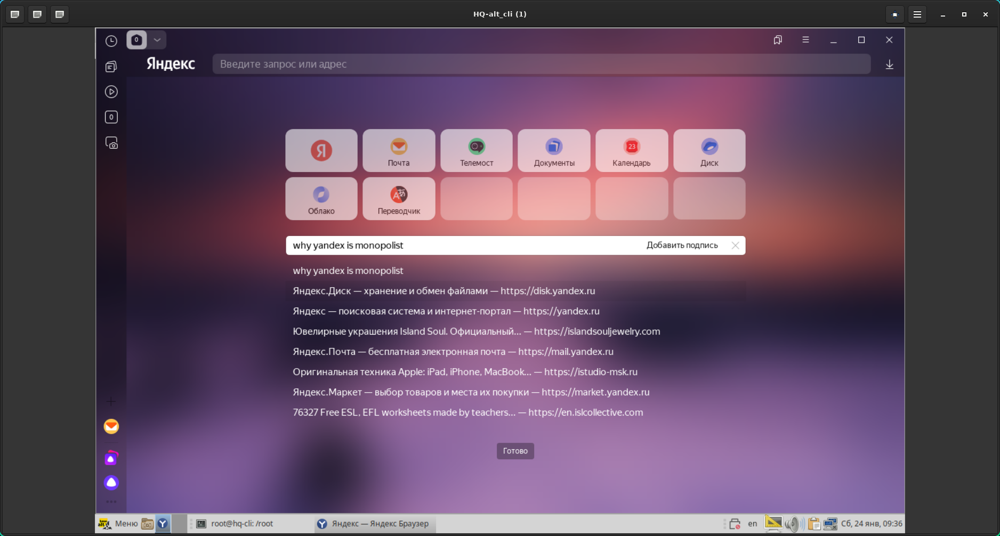 HQ-alt_cli (1)
0
Яндекс
Введите запрос или адрес
0
Я
Почта
Телемост
Документы
23
Календарь
Диск
Облако
Переводчик
why yandex is monopolist
Добавить подпись
why yandex is monopolist
Яндекс.Диск — хранение и обмен файлами — https://disk.yandex.ru
Яндекс — поисковая система и интернет-портал — https://yandex.ru
Ювелирные украшения Island Soul. Официальный... — https://islandsouljewelry.com
Яндекс.Почта — бесплатная электронная почта — https://mail.yandex.ru
Оригинальная техника Apple: iPad, iPhone, MacBook... — https://istudio-msk.ru
Яндекс.Маркет — выбор товаров и места их покупки — https://market.yandex.ru
76327 Free ESL, EFL worksheets made by teachers... — https://en.islcollective.com
Готово
base alt Меню root@hq-cli: /root Яндекс — Яндекс Браузер en Сб, 24 янв, 09:36